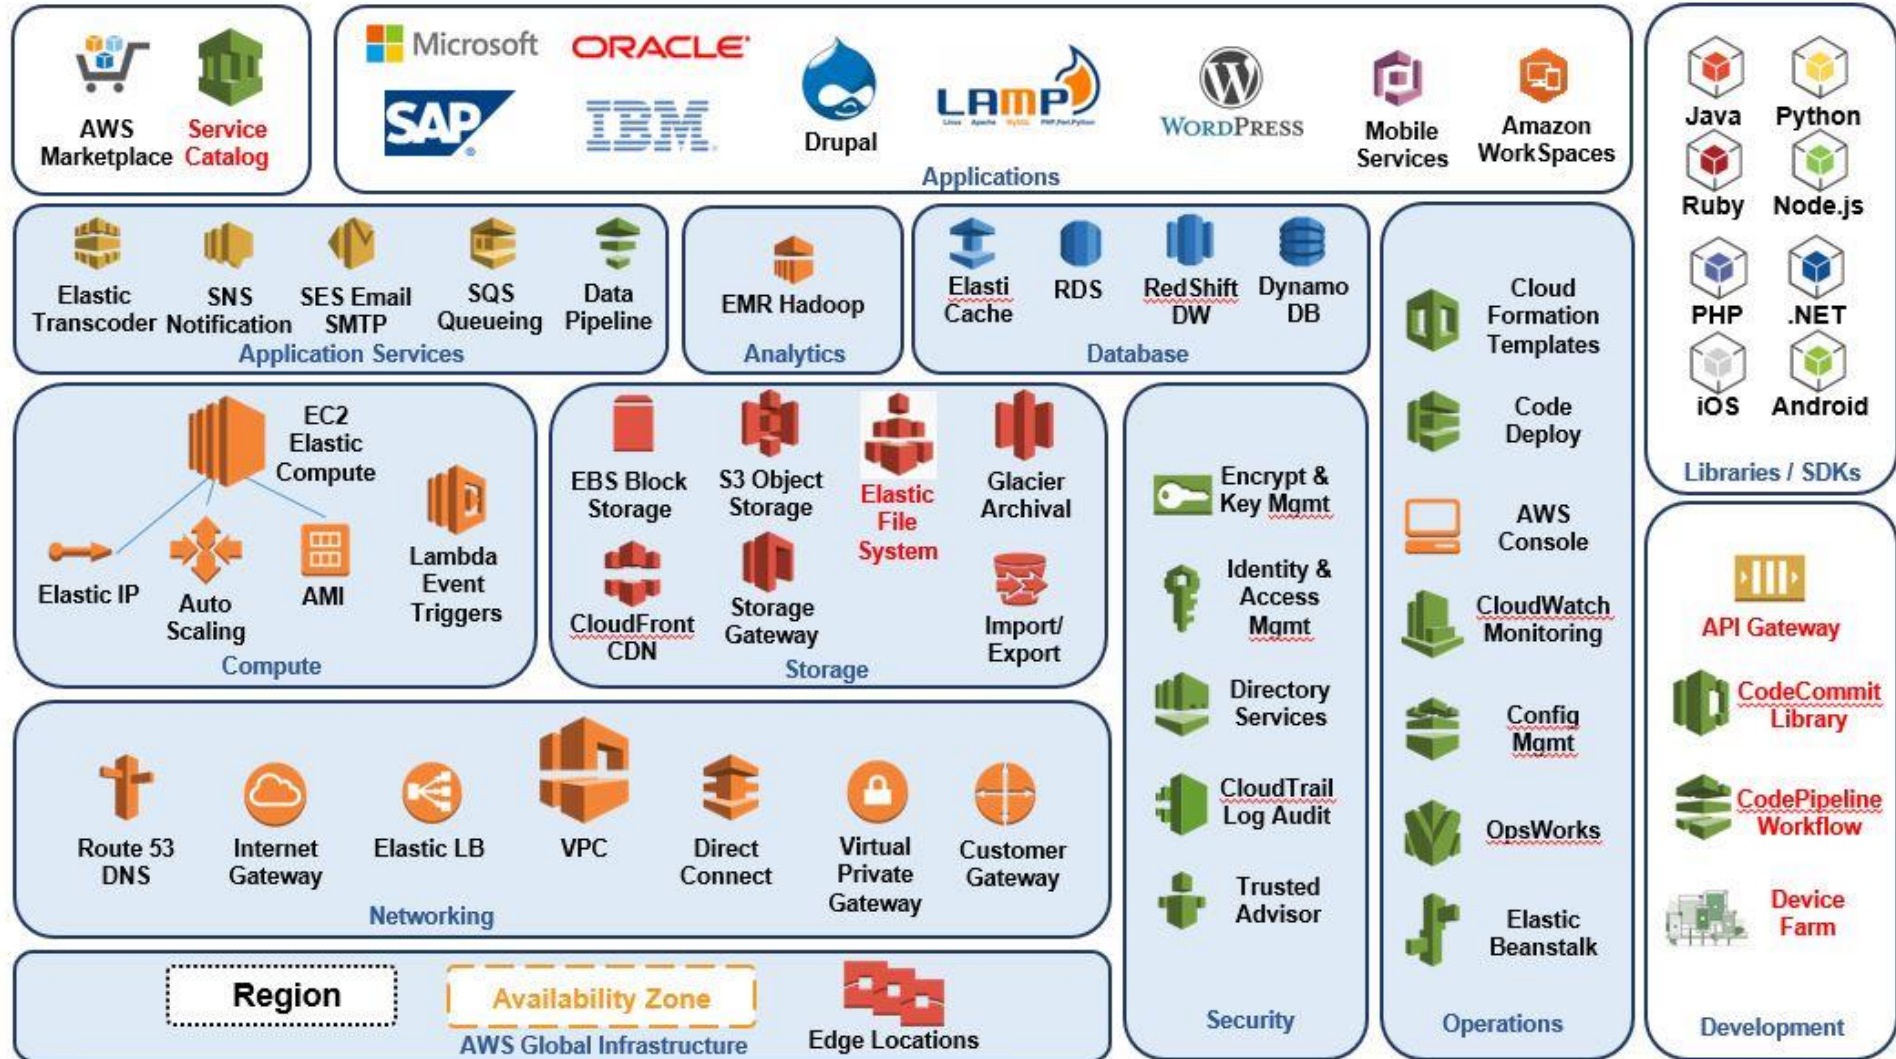 AWS
Marketplace
Service
Catalog
Microsoft
ORACLE
SAP
IBM
Drupal
LAMP
Linux Apache MySQL PHP,Perl,Python
WORDPRESS
Mobile
Services
Amazon
WorkSpaces
Applications
Java
Python
Ruby
Node.js
PHP
.NET
iOS
Android
Libraries / SDKs
Elastic
Transcoder
SNS
Notification
SES Email
SMTP
SQS
Queueing
Data
Pipeline
Application Services
EMR Hadoop
Analytics
Elasti
Cache
RDS
RedShift
DW
Dynamo
DB
Database
EC2
Elastic
Compute
Elastic IP
Auto
Scaling
AMI
Lambda
Event
Triggers
Compute
EBS Block
Storage
S3 Object
Storage
Elastic
File
System
Glacier
Archival
CloudFront
CDN
Storage
Gateway
Import/
Export
Storage
Route 53
DNS
Internet
Gateway
Elastic LB
VPC
Direct
Connect
Virtual
Private
Gateway
Customer
Gateway
Networking
Region
Availability Zone
Edge Locations
AWS Global Infrastructure
Encrypt &
Key Mgmt
Identity &
Access
Mgmt
Directory
Services
CloudTrail
Log Audit
Trusted
Advisor
Security
Cloud
Formation
Templates
Code
Deploy
AWS
Console
CloudWatch
Monitoring
Config
Mgmt
OpsWorks
Elastic
Beanstalk
Operations
API Gateway
CodeCommit
Library
CodePipeline
Workflow
Device
Farm
Development